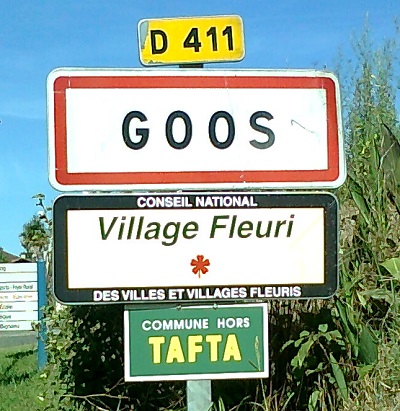 D 411
GOOS
CONSEIL NATIONAL
Village Fleuri
DES VILLES ET VILLAGES FLEURIS
COMMUNE HORS
TAFTA